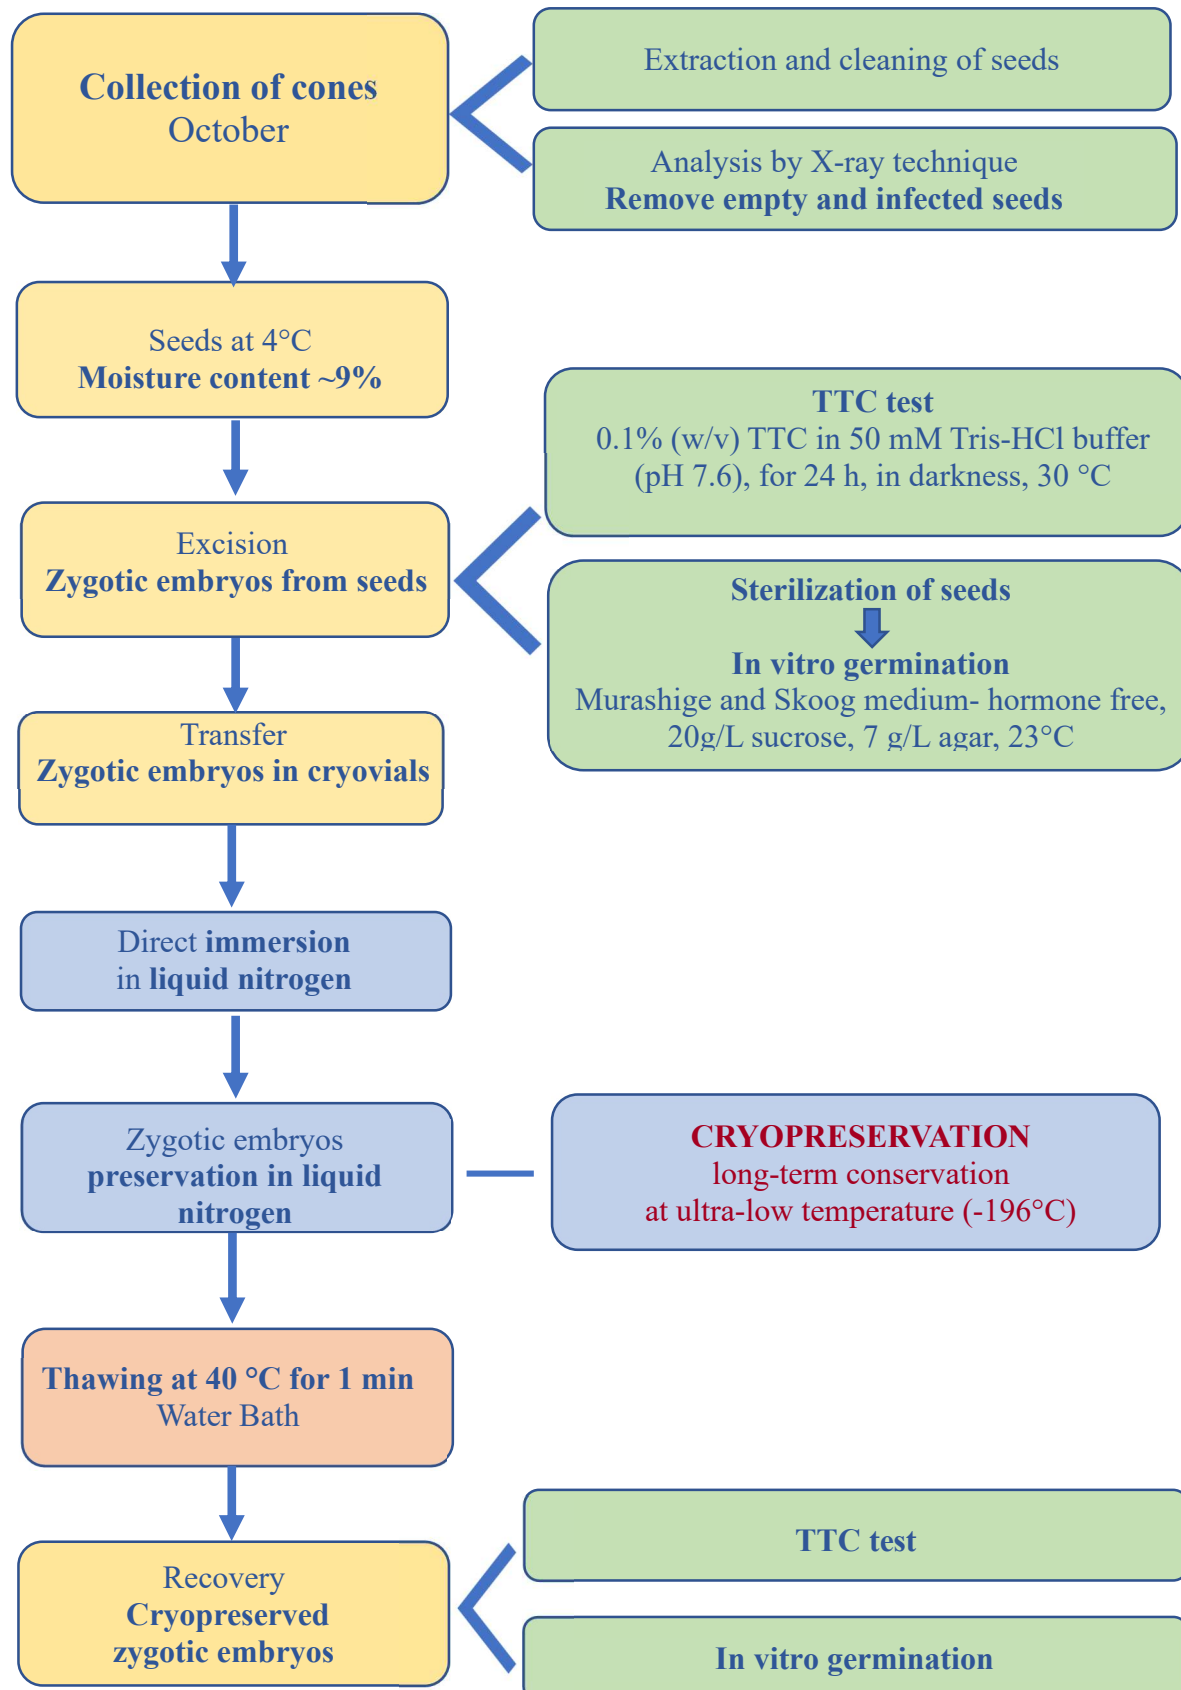 Collection of cones
October
Extraction and cleaning of seeds
Analysis by X-ray technique
Remove empty and infected seeds
Seeds at 4°C
Moisture content ~9%
TTC test
0.1% (w/v) TTC in 50 mM Tris-HCl buffer
(pH 7.6), for 24 h, in darkness, 30 °C
Excision
Zygotic embryos from seeds
Sterilization of seeds
In vitro germination
Murashige and Skoog medium- hormone free,
20g/L sucrose, 7 g/L agar, 23°C
Transfer
Zygotic embryos in cryovials
Direct immersion
in liquid nitrogen
Zygotic embryos
preservation in liquid
nitrogen
CRYOPRESERVATION
long-term conservation
at ultra-low temperature (-196°C)
Thawing at 40 °C for 1 min
Water Bath
Recovery
Cryopreserved
zygotic embryos
TTC test
In vitro germination